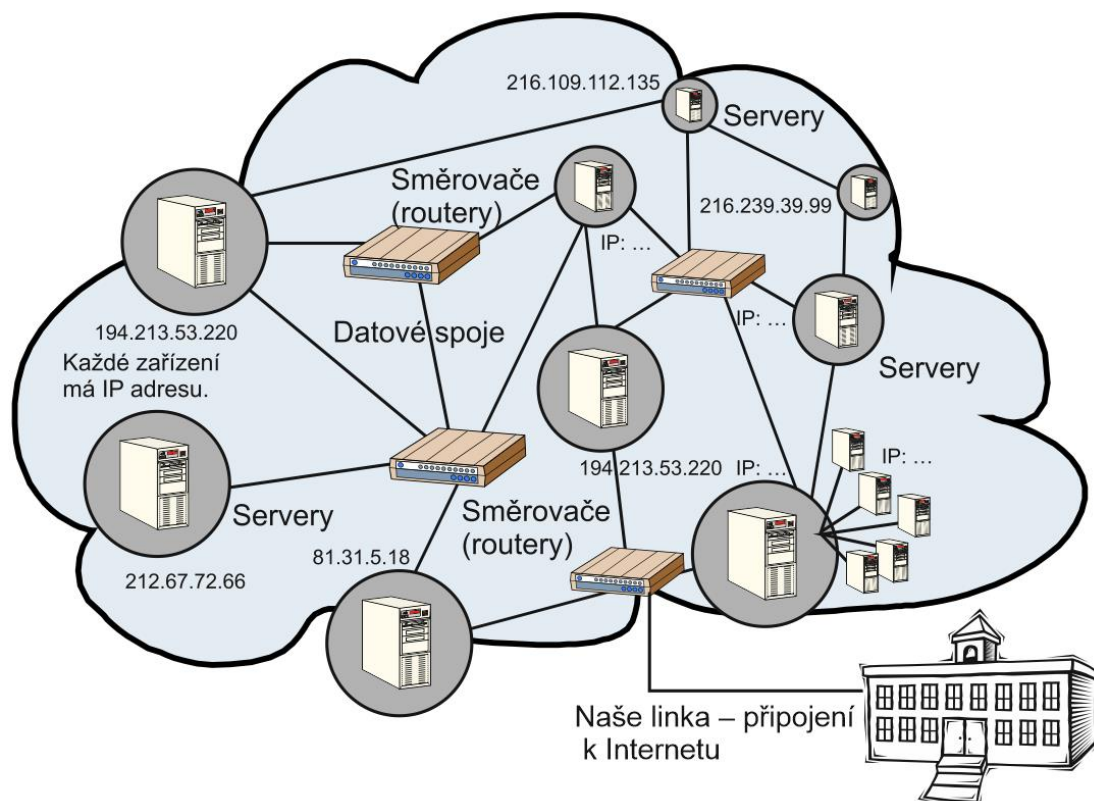 216.109.112.135
Servery
Směrovače
(routery)
216.239.39.99
IP: ...
194.213.53.220
Datové spoje
IP: ...
Každé zařízení
má IP adresu.
Servery
194.213.53.220
IP: ...
IP: ...
Servery
Směrovače
(routery)
81.31.5.18
212.67.72.66
Naše linka – připojení
k Internetu